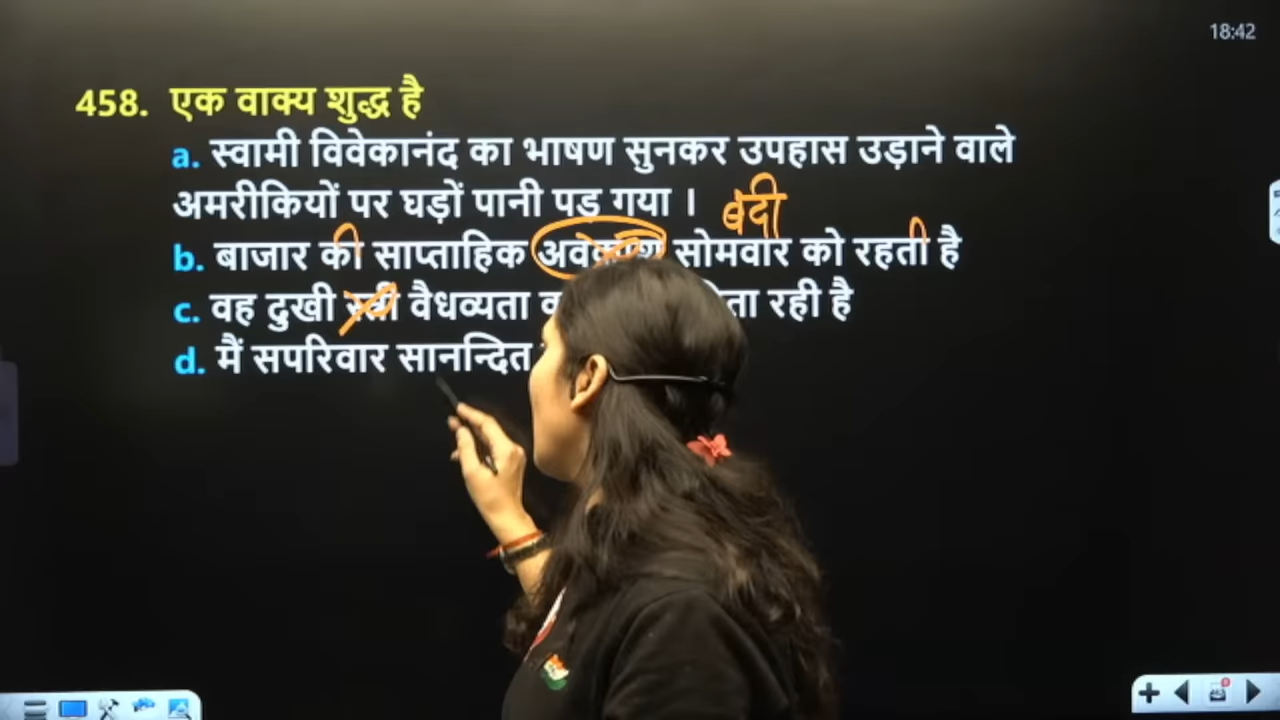 18:42
458. एक वाक्य शुद्ध है
a. स्वामी विवेकानंद का भाषण सुनकर उपहास उड़ाने वाले
अमरीकियों पर घड़ों पानी पड़ गया ।
बंदी
b. बाजार की साप्ताहिक अवकाश सोमवार को रहती है
c. वह दुखी स्त्री वैधव्यता रही है
d. मैं सपरिवार सानन्दित